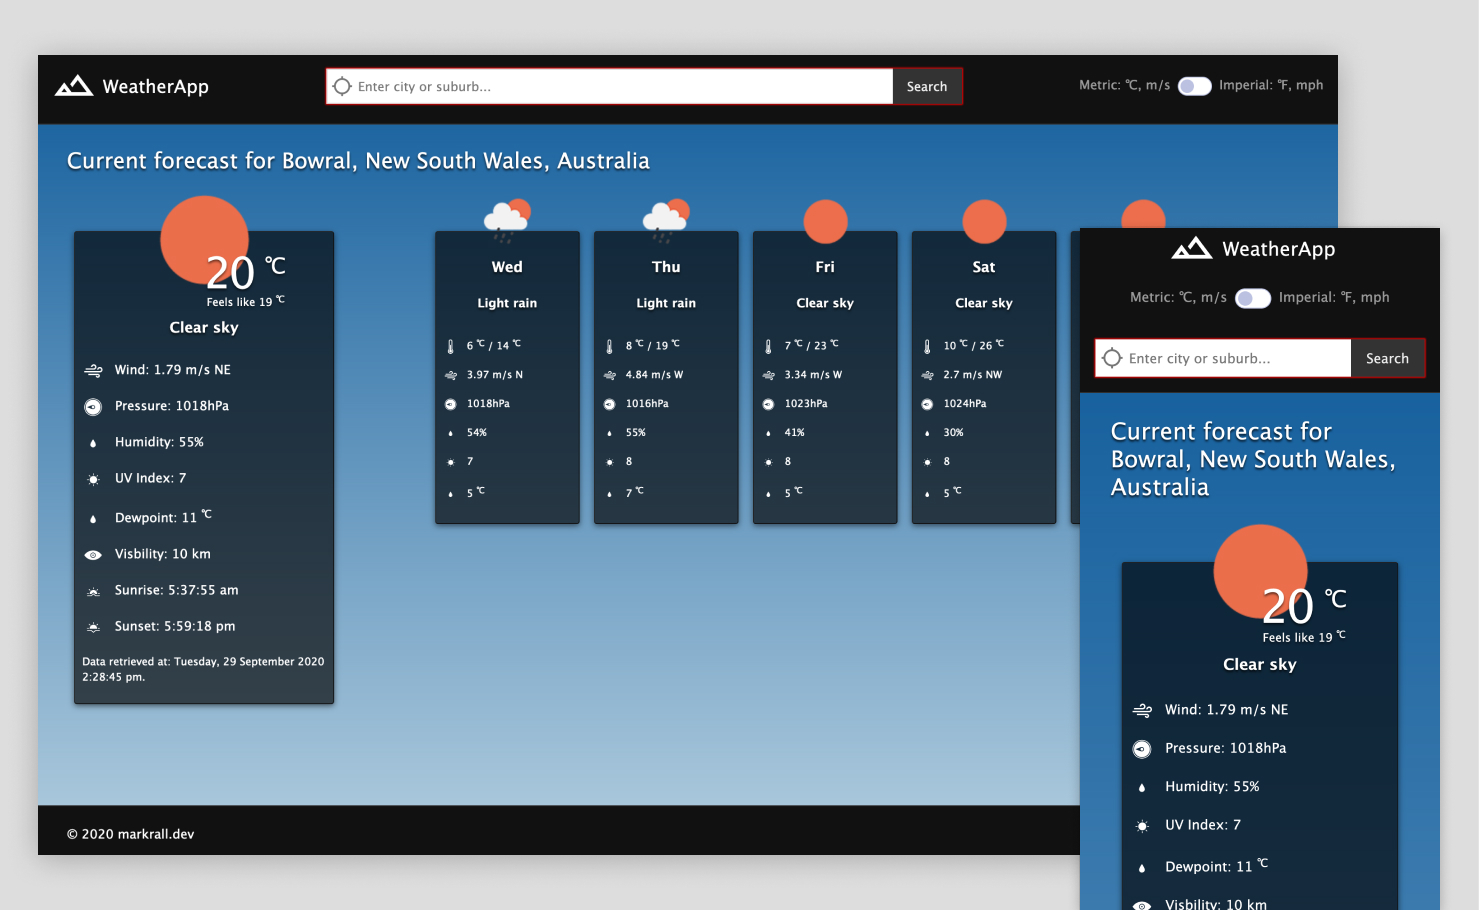 WeatherApp
Enter city or suburb...
Search
Metric: °C, m/s
Imperial: °F, mph
Current forecast for Bowral, New South Wales, Australia
20 °C
Feels like 19 °C
Clear sky
Wind: 1.79 m/s NE
Pressure: 1018hPa
Humidity: 55%
UV Index: 7
Dewpoint: 11 °C
Visbility: 10 km
Sunrise: 5:37:55 am
Sunset: 5:59:18 pm
Data retrieved at: Tuesday, 29 September 2020
2:28:45 pm.
Wed
Light rain
6 °C / 14 °C
3.97 m/s N
1018hPa
54%
7
5 °C
Thu
Light rain
8 °C / 19 °C
4.84 m/s W
1016hPa
55%
8
7 °C
Fri
Clear sky
7 °C / 23 °C
3.34 m/s W
1023hPa
41%
8
5 °C
Sat
Clear sky
10 °C / 26 °C
2.7 m/s NW
1024hPa
30%
8
5 °C
© 2020 markrall.dev
WeatherApp
Metric: °C, m/s
Imperial: °F, mph
Enter city or suburb...
Search
Current forecast for
Bowral, New South Wales,
Australia
20 °C
Feels like 19 °C
Clear sky
Wind: 1.79 m/s NE
Pressure: 1018hPa
Humidity: 55%
UV Index: 7
Dewpoint: 11 °C
Visbility: 10 km